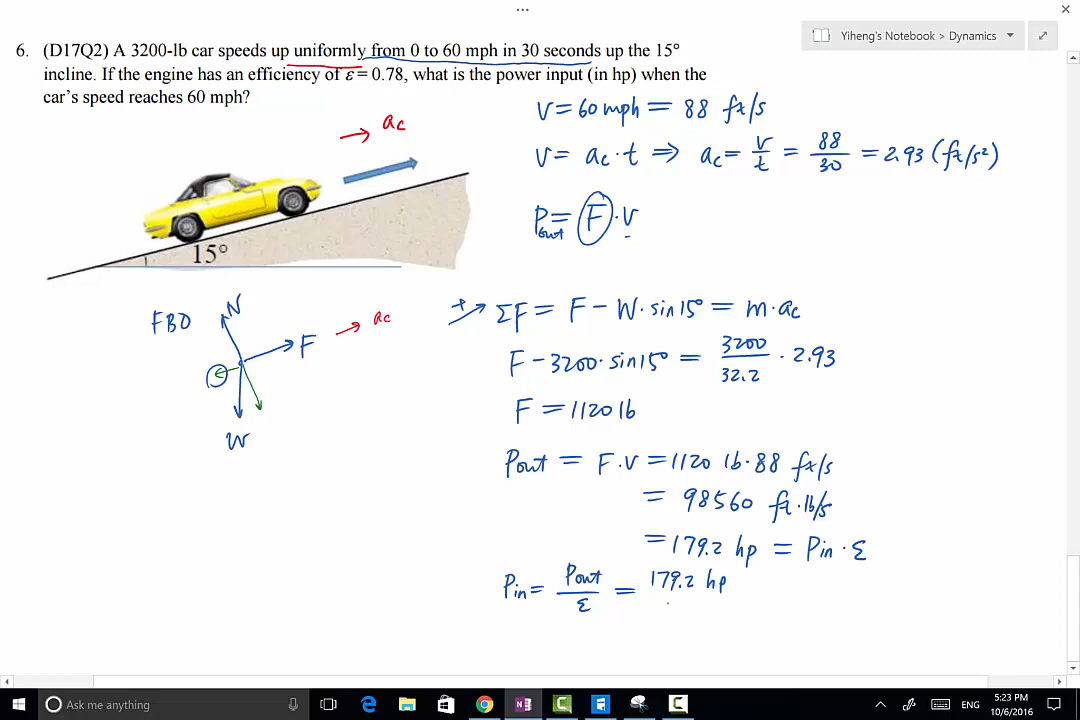 6. (D17Q2) A 3200-lb car speeds up uniformly from 0 to 60 mph in 30 seconds up the 15°
incline. If the engine has an efficiency of ε = 0.78, what is the power input (in hp) when the
car's speed reaches 60 mph?
Yiheng's Notebook > Dynamics
V = 60 mph = 88 ft/s
ac
V = ac · t ⇒ ac = V/t = 88/30 = 2.93 (ft/s²)
Pout = F · V
15°
FBD
N
F
ac
W
+ ΣF = F - W · sin15° = m · ac
F - 3200 · sin15° = 3200/32.2 · 2.93
F = 1120 lb
Pout = F · V = 1120 lb · 88 ft/s
= 98560 ft · lb/s
= 179.2 hp = Pin · ε
Pin = Pout/ε = 179.2 hp
Ask me anything
ENG
5:23 PM
10/6/2016